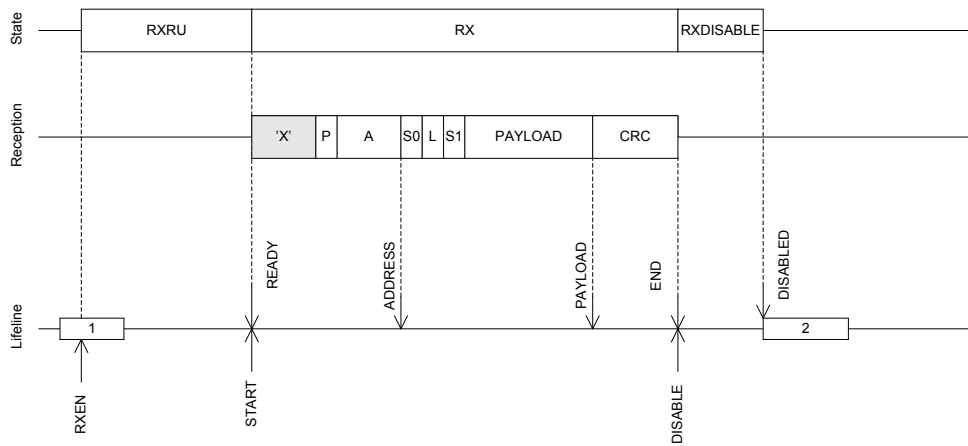 State
RXRU
RX
RXDISABLE
Reception
'X'
P
A
S0
L
S1
PAYLOAD
CRC
READY
ADDRESS
PAYLOAD
END
DISABLED
Lifeline
1
2
RXEN
START
DISABLE